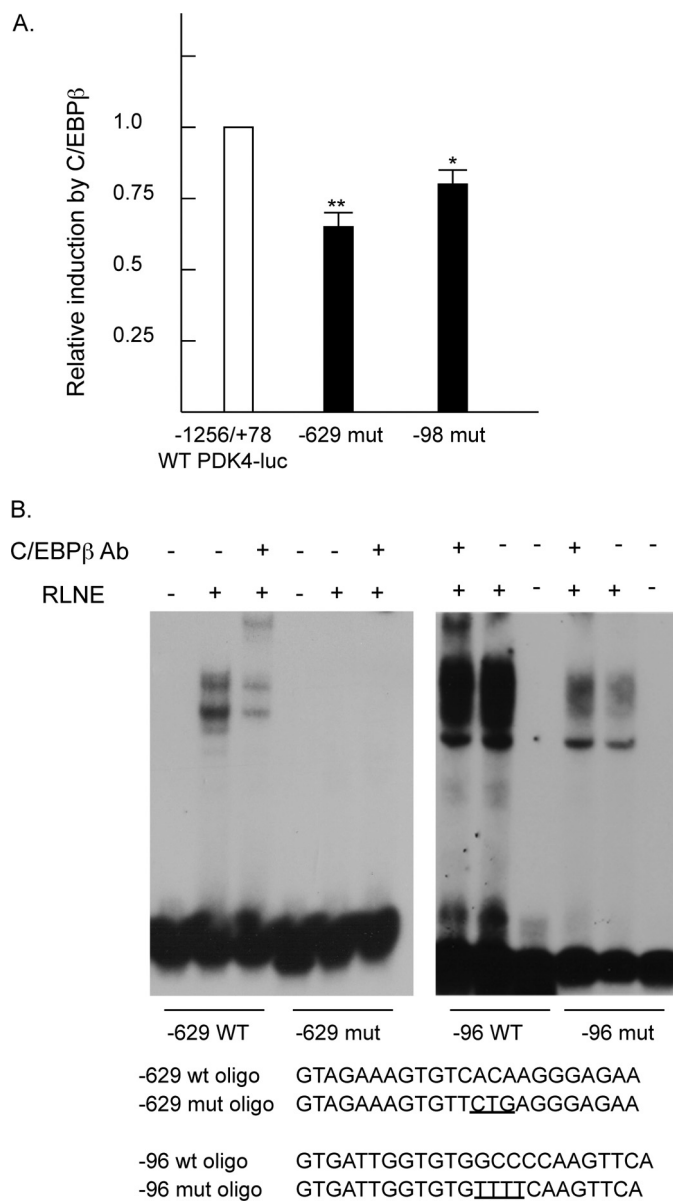 A.
Relative induction by C/EBPβ
1.0
0.75
0.5
0.25
**
*
-1256/+78 -629 mut -98 mut
WT PDK4-luc
B.
C/EBPβ Ab - - + - - + + - - + - -
RLNE - + + - + + + + - + + -
-629 WT -629 mut -96 WT -96 mut
-629 wt oligo GTAGAAAGTGTCACAAGGGAGAA
-629 mut oligo GTAGAAAGTGTTCTGAGGGAGAA
-96 wt oligo GTGATTGGTGTGGCCCCAAGTTCA
-96 mut oligo GTGATTGGTGTGTTTTCAAGTTCA